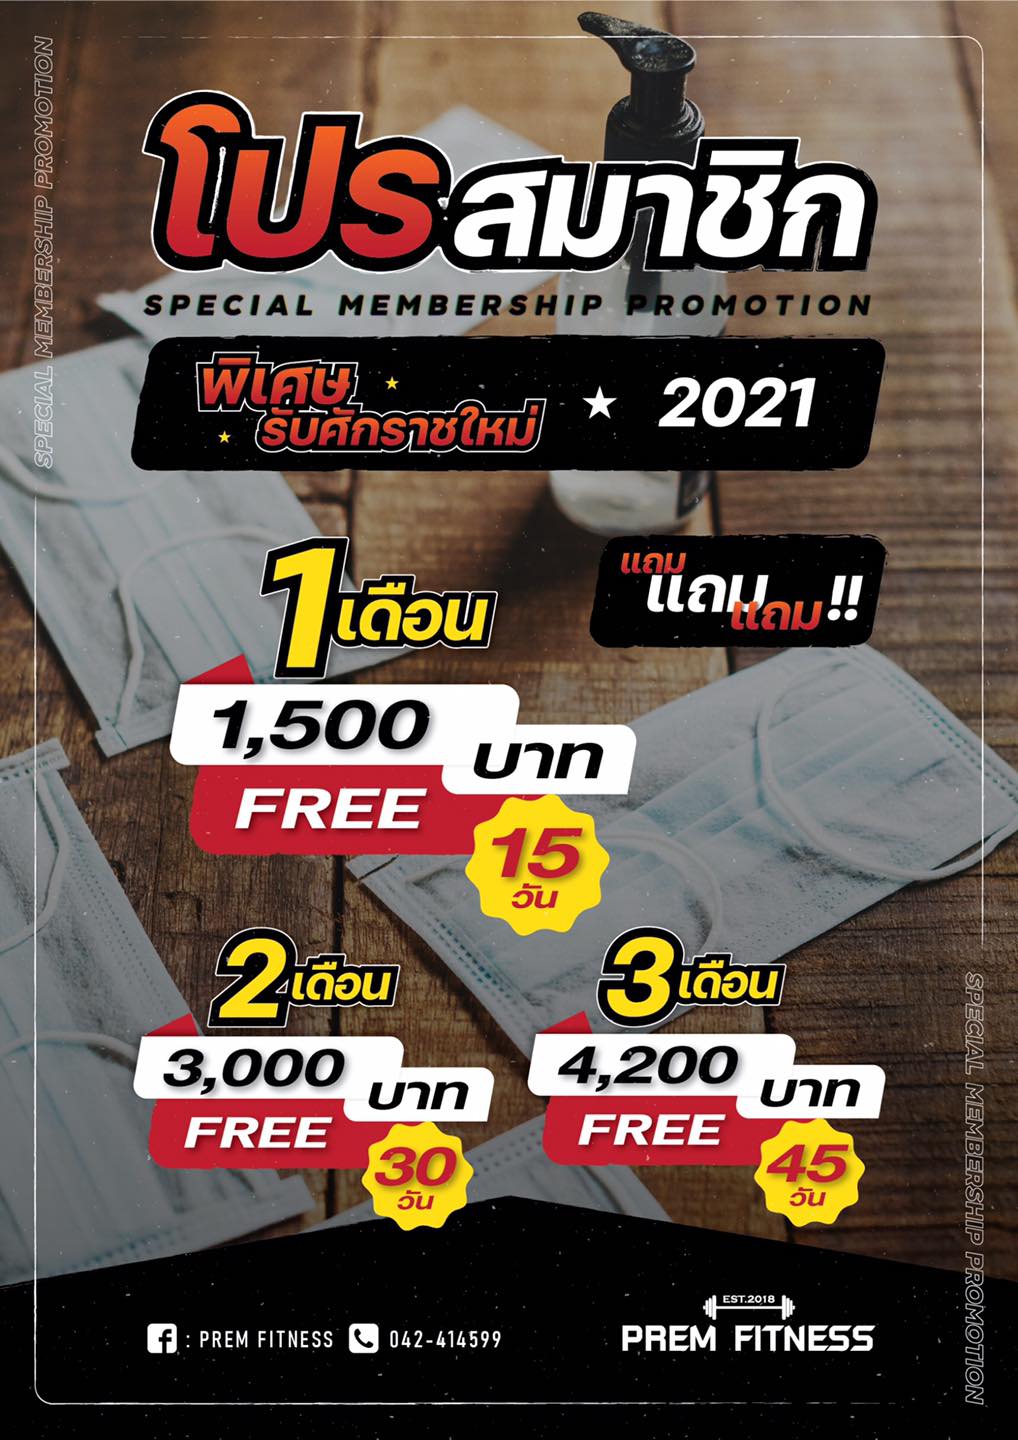 SPECIAL MEMBERSHIP PROMOTION
โปรสมาชิก
SPECIAL MEMBERSHIP PROMOTION
พิเศษ
รับศักราชใหม่
2021
1 เดือน
แถม
แถม
แถม !!
1,500
บาท
FREE
15
วัน
2 เดือน
3,000
บาท
FREE
30
วัน
3 เดือน
4,200
บาท
FREE
45
วัน
SPECIAL MEMBERSHIP PROMOTION
: PREM FITNESS 042-414599
EST.2018
PREM FITNESS